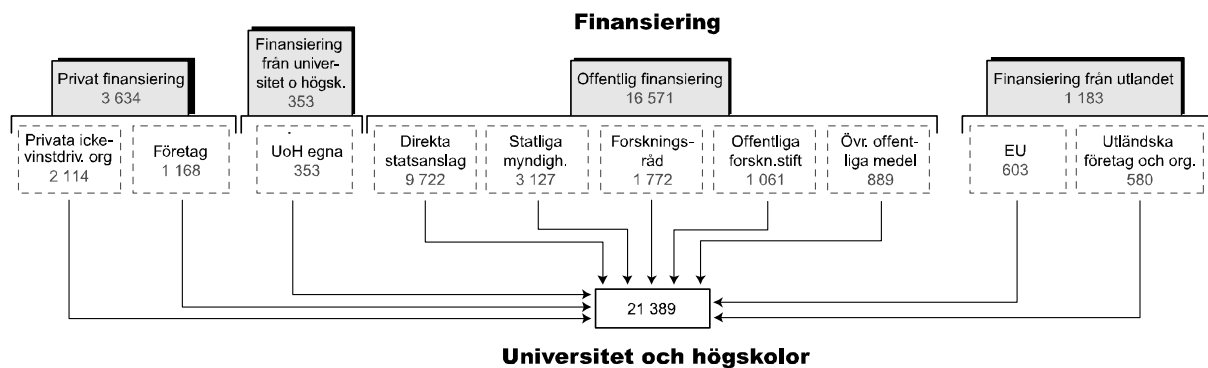 Finansiering
Privat finansiering
3 634
Finansiering
från univer-
sitet o högsk.
353
Offentlig finansiering
16 571
Finansiering från utlandet
1 183
Privata icke-
vinstdriv. org
2 114
Företag
1 168
UoH egna
353
Direkta
statsanslag
9 722
Statliga
myndigh.
3 127
Forsknings-
råd
1 772
Offentliga
forskn.stift
1 061
Övr. offent-
liga medel
889
EU
603
Utländska
företag och org.
580
21 389
Universitet och högskolor